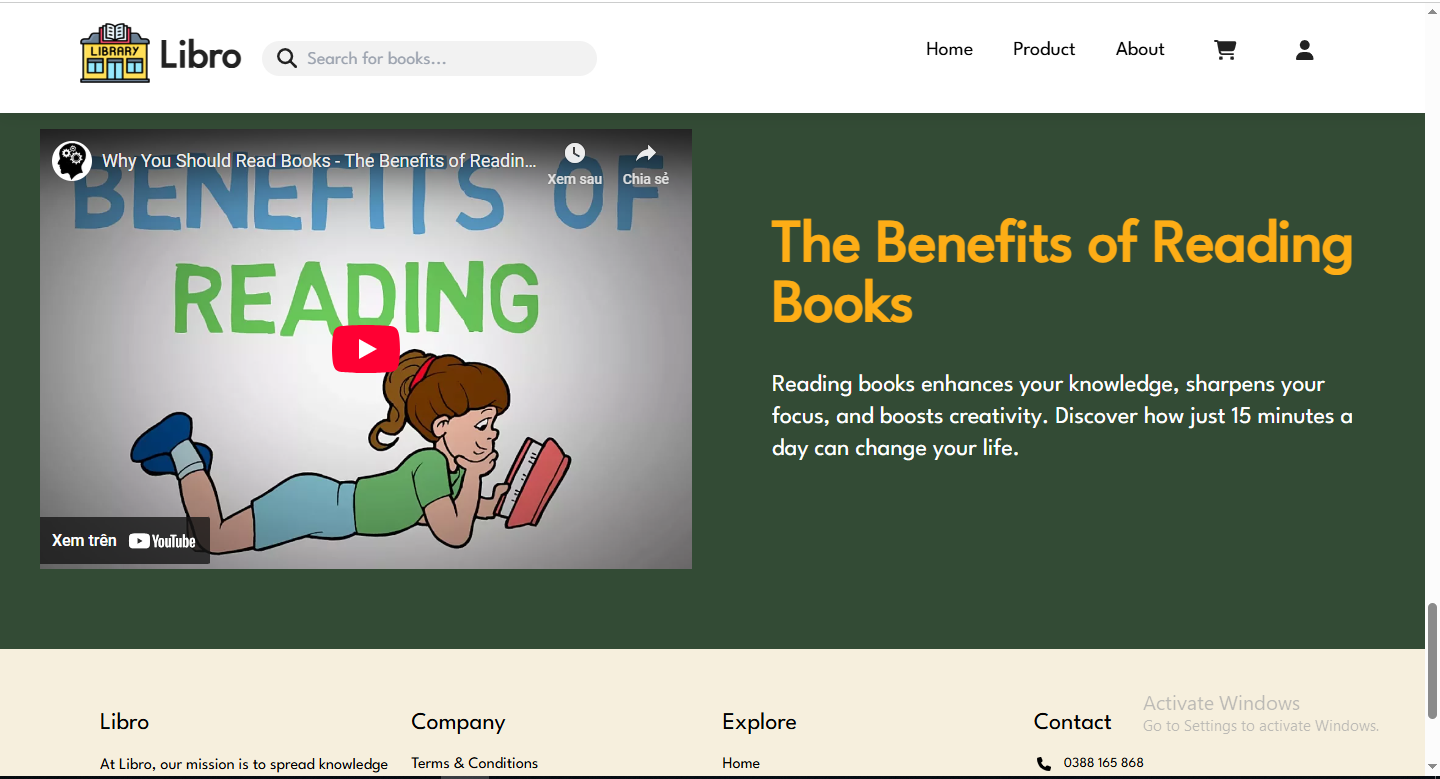 LIBRARY
Libro
Search for books...
Home
Product
About
Why You Should Read Books - The Benefits of Readin...
Xem sau
Chia sẻ
BENEFITS OF
READING
Xem trên
YouTube
The Benefits of Reading
Books
Reading books enhances your knowledge, sharpens your
focus, and boosts creativity. Discover how just 15 minutes a
day can change your life.
Libro
At Libro, our mission is to spread knowledge
Company
Terms & Conditions
Explore
Home
Contact
0388 165 868
Activate Windows
Go to Settings to activate Windows.